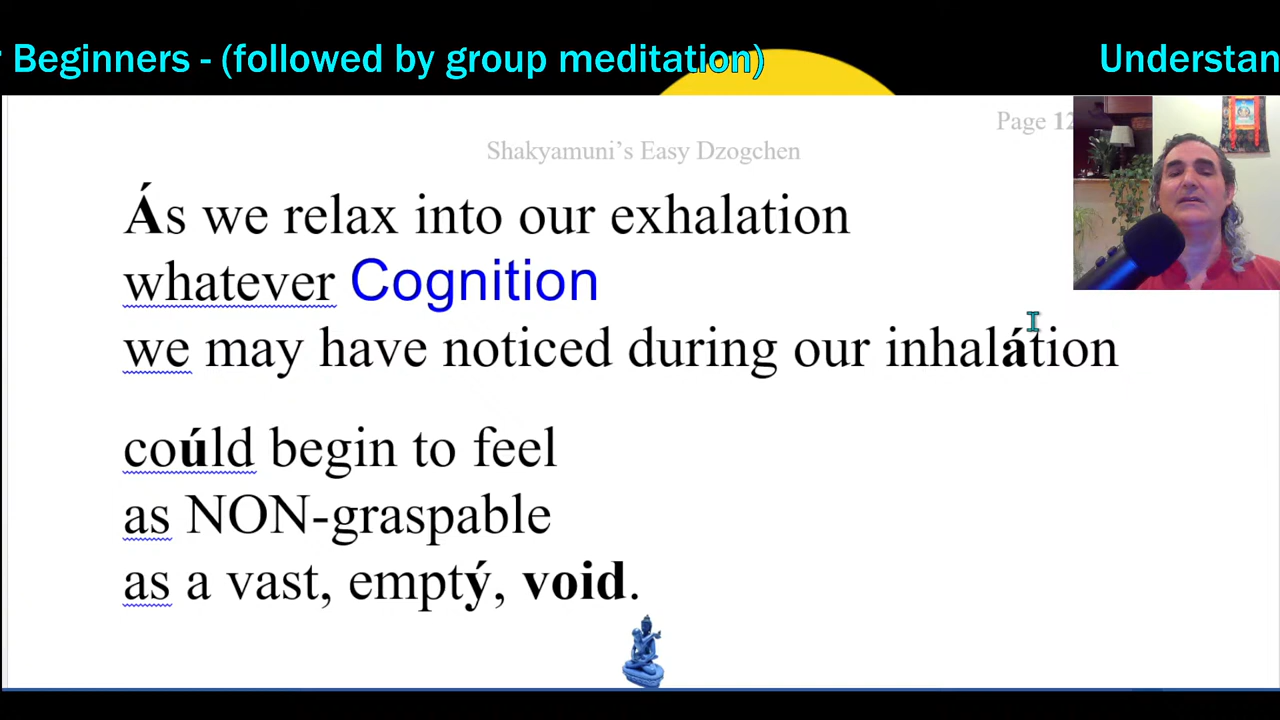 Beginners - (followed by group meditation) Understan
Page 12
Shakyamuni’s Easy Dzogchen
Ás we relax into our exhalation
whatever Cognition
we may have noticed during our inhalátion
coúld begin to feel
as NON-graspable
as a vast, emptý, void.